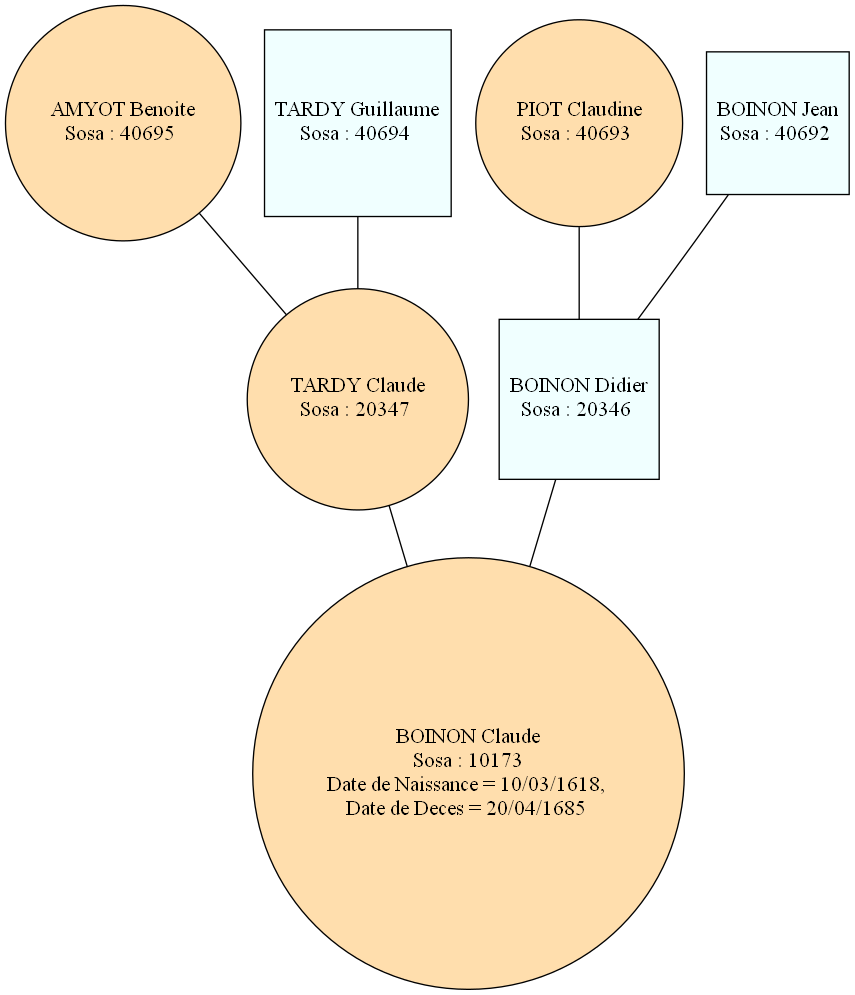 AMYOT Benoite
Sosa : 40695
TARDY Guillaume
Sosa : 40694
PIOT Claudine
Sosa : 40693
BOINON Jean
Sosa : 40692
TARDY Claude
Sosa : 20347
BOINON Didier
Sosa : 20346
BOINON Claude
Sosa : 10173
Date de Naissance = 10/03/1618,
Date de Deces = 20/04/1685